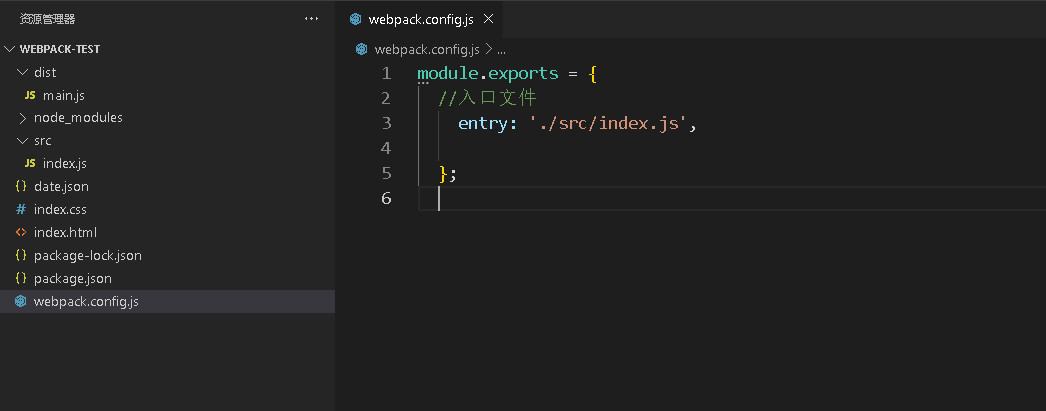 资源管理器
...
WEBPACK-TEST
dist
JS main.js
node_modules
src
JS index.js
{} date.json
# index.css
<> index.html
{} package-lock.json
{} package.json
webpack.config.js
webpack.config.js
webpack.config.js > ...
1 module.exports = {
2 //入口文件
3 entry: './src/index.js',
4
5 };
6